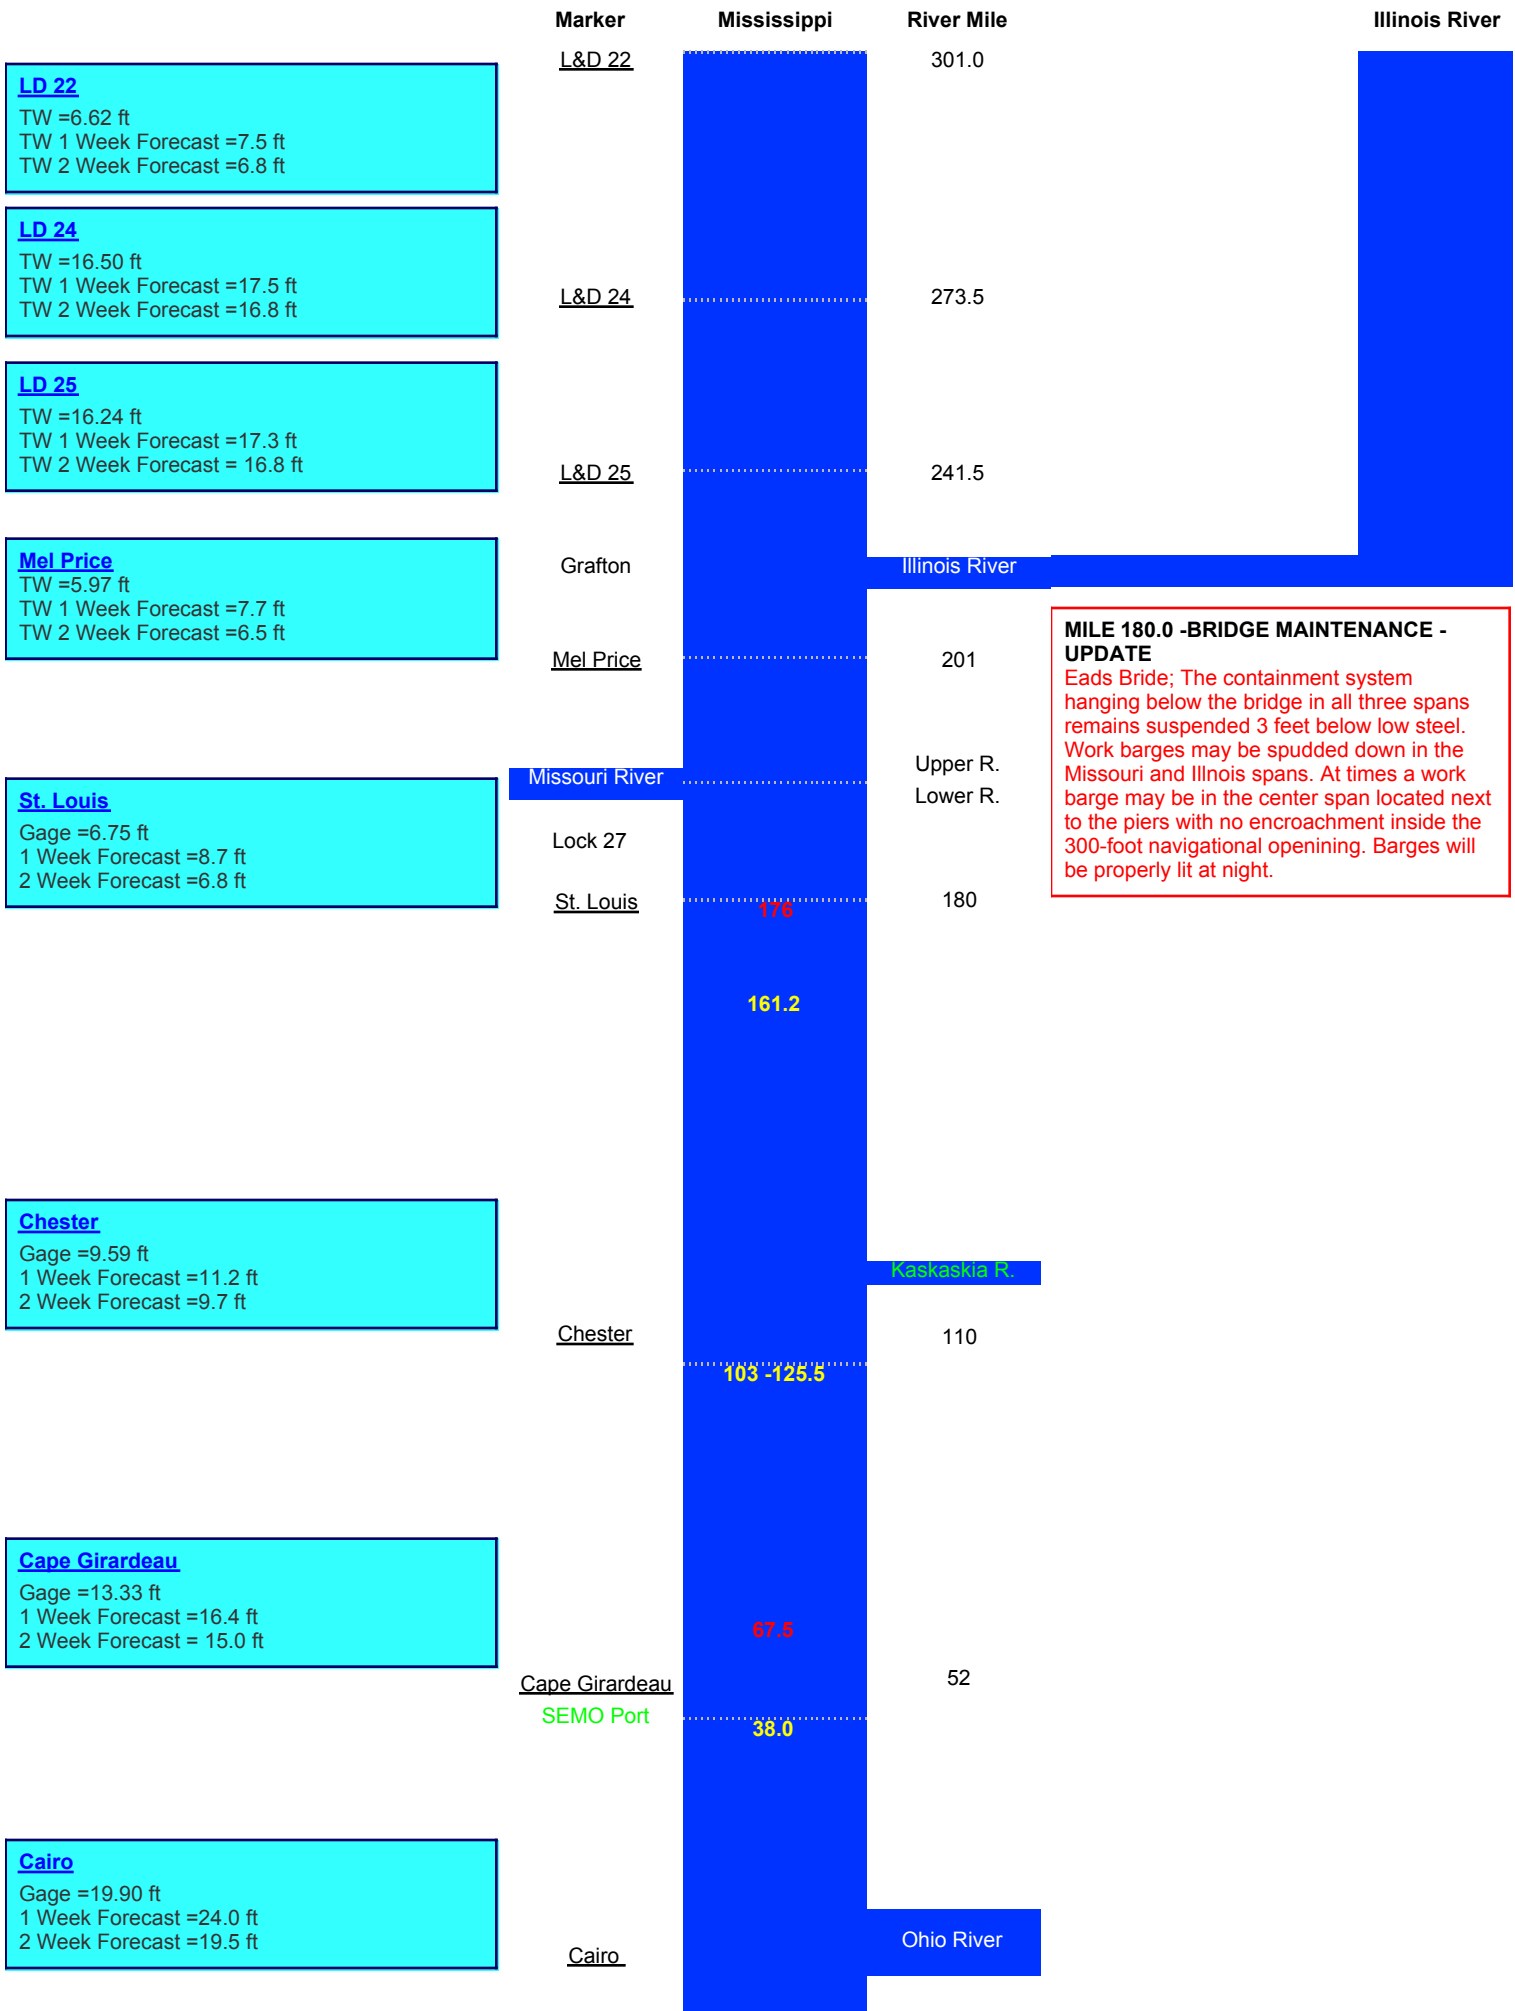 Marker Mississippi River Mile Illinois River
L&D 22 301.0
LD 22
TW =6.62 ft
TW 1 Week Forecast =7.5 ft
TW 2 Week Forecast =6.8 ft
LD 24
TW =16.50 ft
TW 1 Week Forecast =17.5 ft
TW 2 Week Forecast =16.8 ft
L&D 24 273.5
LD 25
TW =16.24 ft
TW 1 Week Forecast =17.3 ft
TW 2 Week Forecast = 16.8 ft
L&D 25 241.5
Mel Price
TW =5.97 ft
TW 1 Week Forecast =7.7 ft
TW 2 Week Forecast =6.5 ft
Grafton Illinois River
Mel Price 201
MILE 180.0 -BRIDGE MAINTENANCE -
UPDATE
Eads Bride; The containment system
hanging below the bridge in all three spans
remains suspended 3 feet below low steel.
Work barges may be spudded down in the
Missouri and Illnois spans. At times a work
barge may be in the center span located next
to the piers with no encroachment inside the
300-foot navigational openining. Barges will
be properly lit at night.
Upper R.
Missouri River
Lower R.
St. Louis
Gage =6.75 ft
1 Week Forecast =8.7 ft
2 Week Forecast =6.8 ft
Lock 27
St. Louis 180
176
161.2
Chester
Gage =9.59 ft
1 Week Forecast =11.2 ft
2 Week Forecast =9.7 ft
Kaskaskia R.
Chester 110
103 -125.5
Cape Girardeau
Gage =13.33 ft
1 Week Forecast =16.4 ft
2 Week Forecast = 15.0 ft
67.5
Cape Girardeau 52
SEMO Port
38.0
Cairo
Gage =19.90 ft
1 Week Forecast =24.0 ft
2 Week Forecast =19.5 ft
Ohio River
Cairo